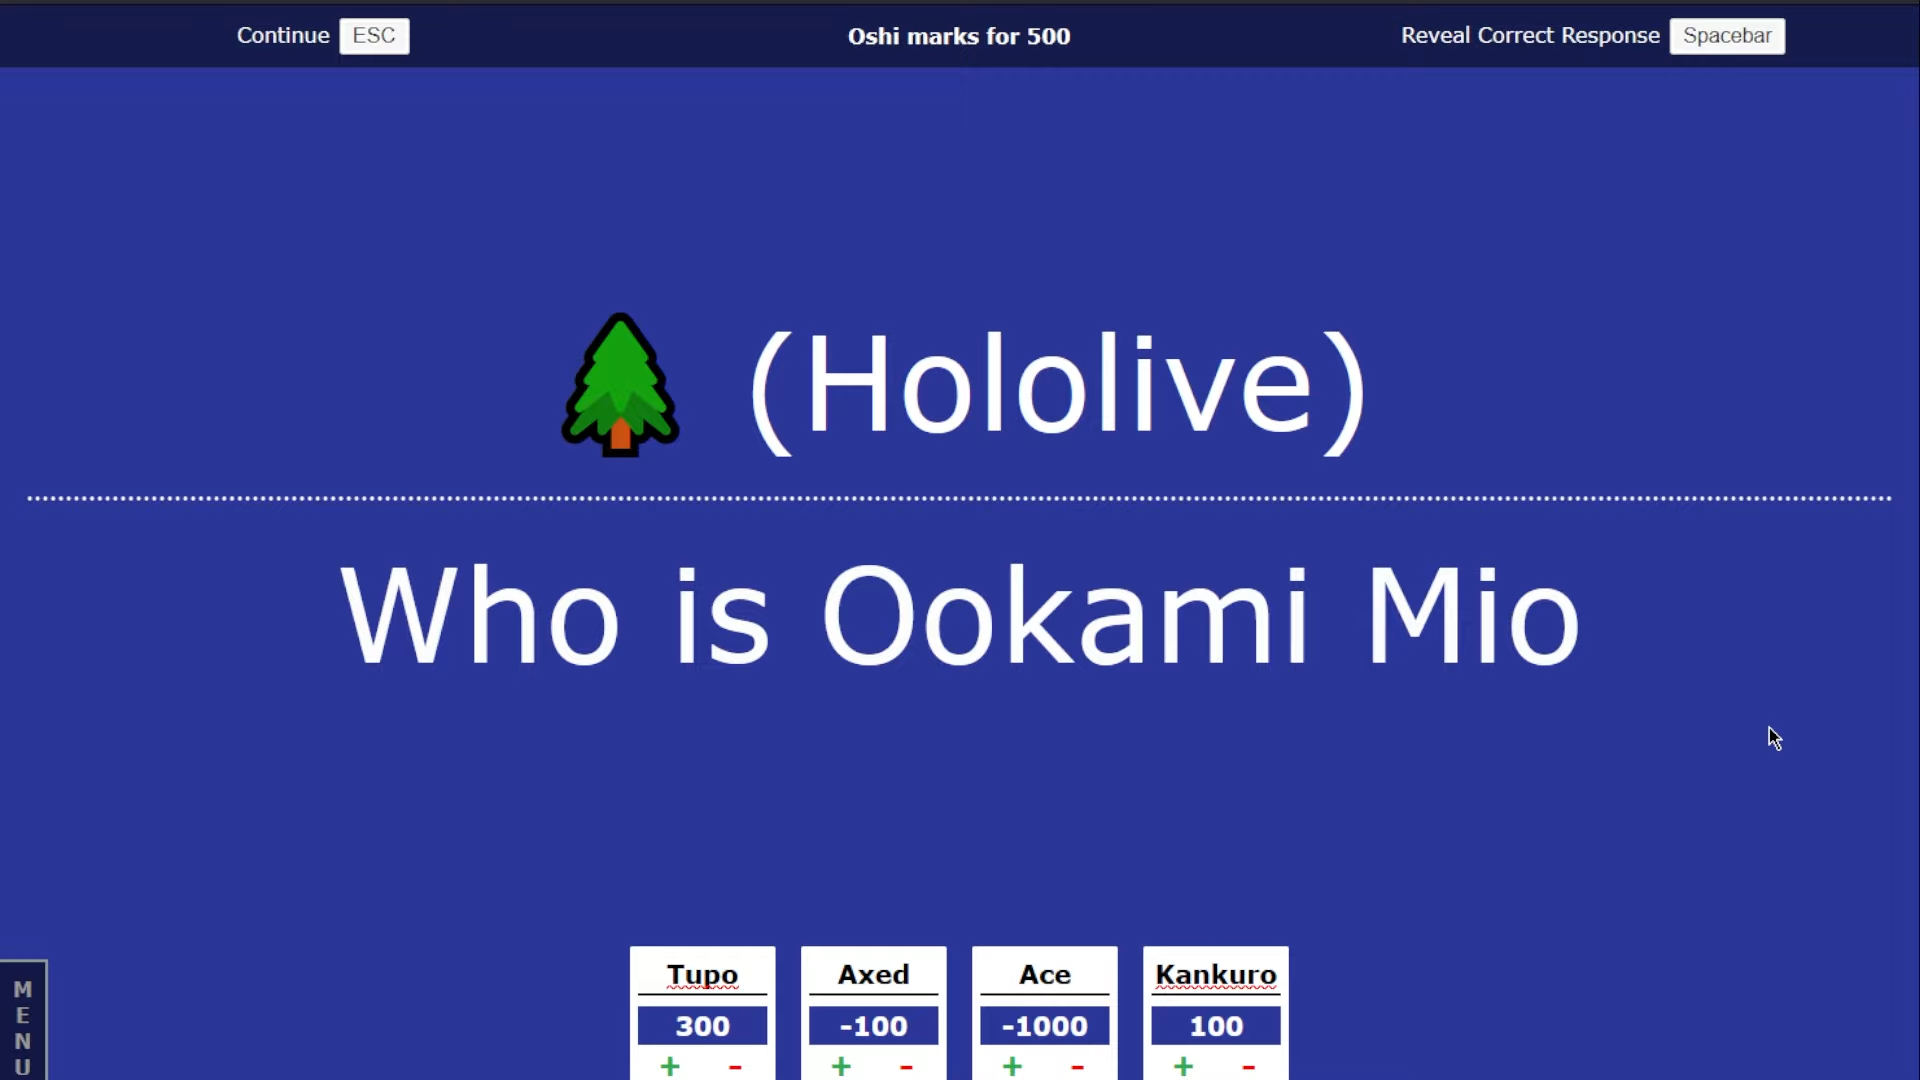 Continue ESC
Oshi marks for 500
Reveal Correct Response Spacebar
🌲 (Hololive)
Who is Ookami Mio
Tupo Axed Ace Kankuro
300 -100 -1000 100
+ - + - + - + -
MENU